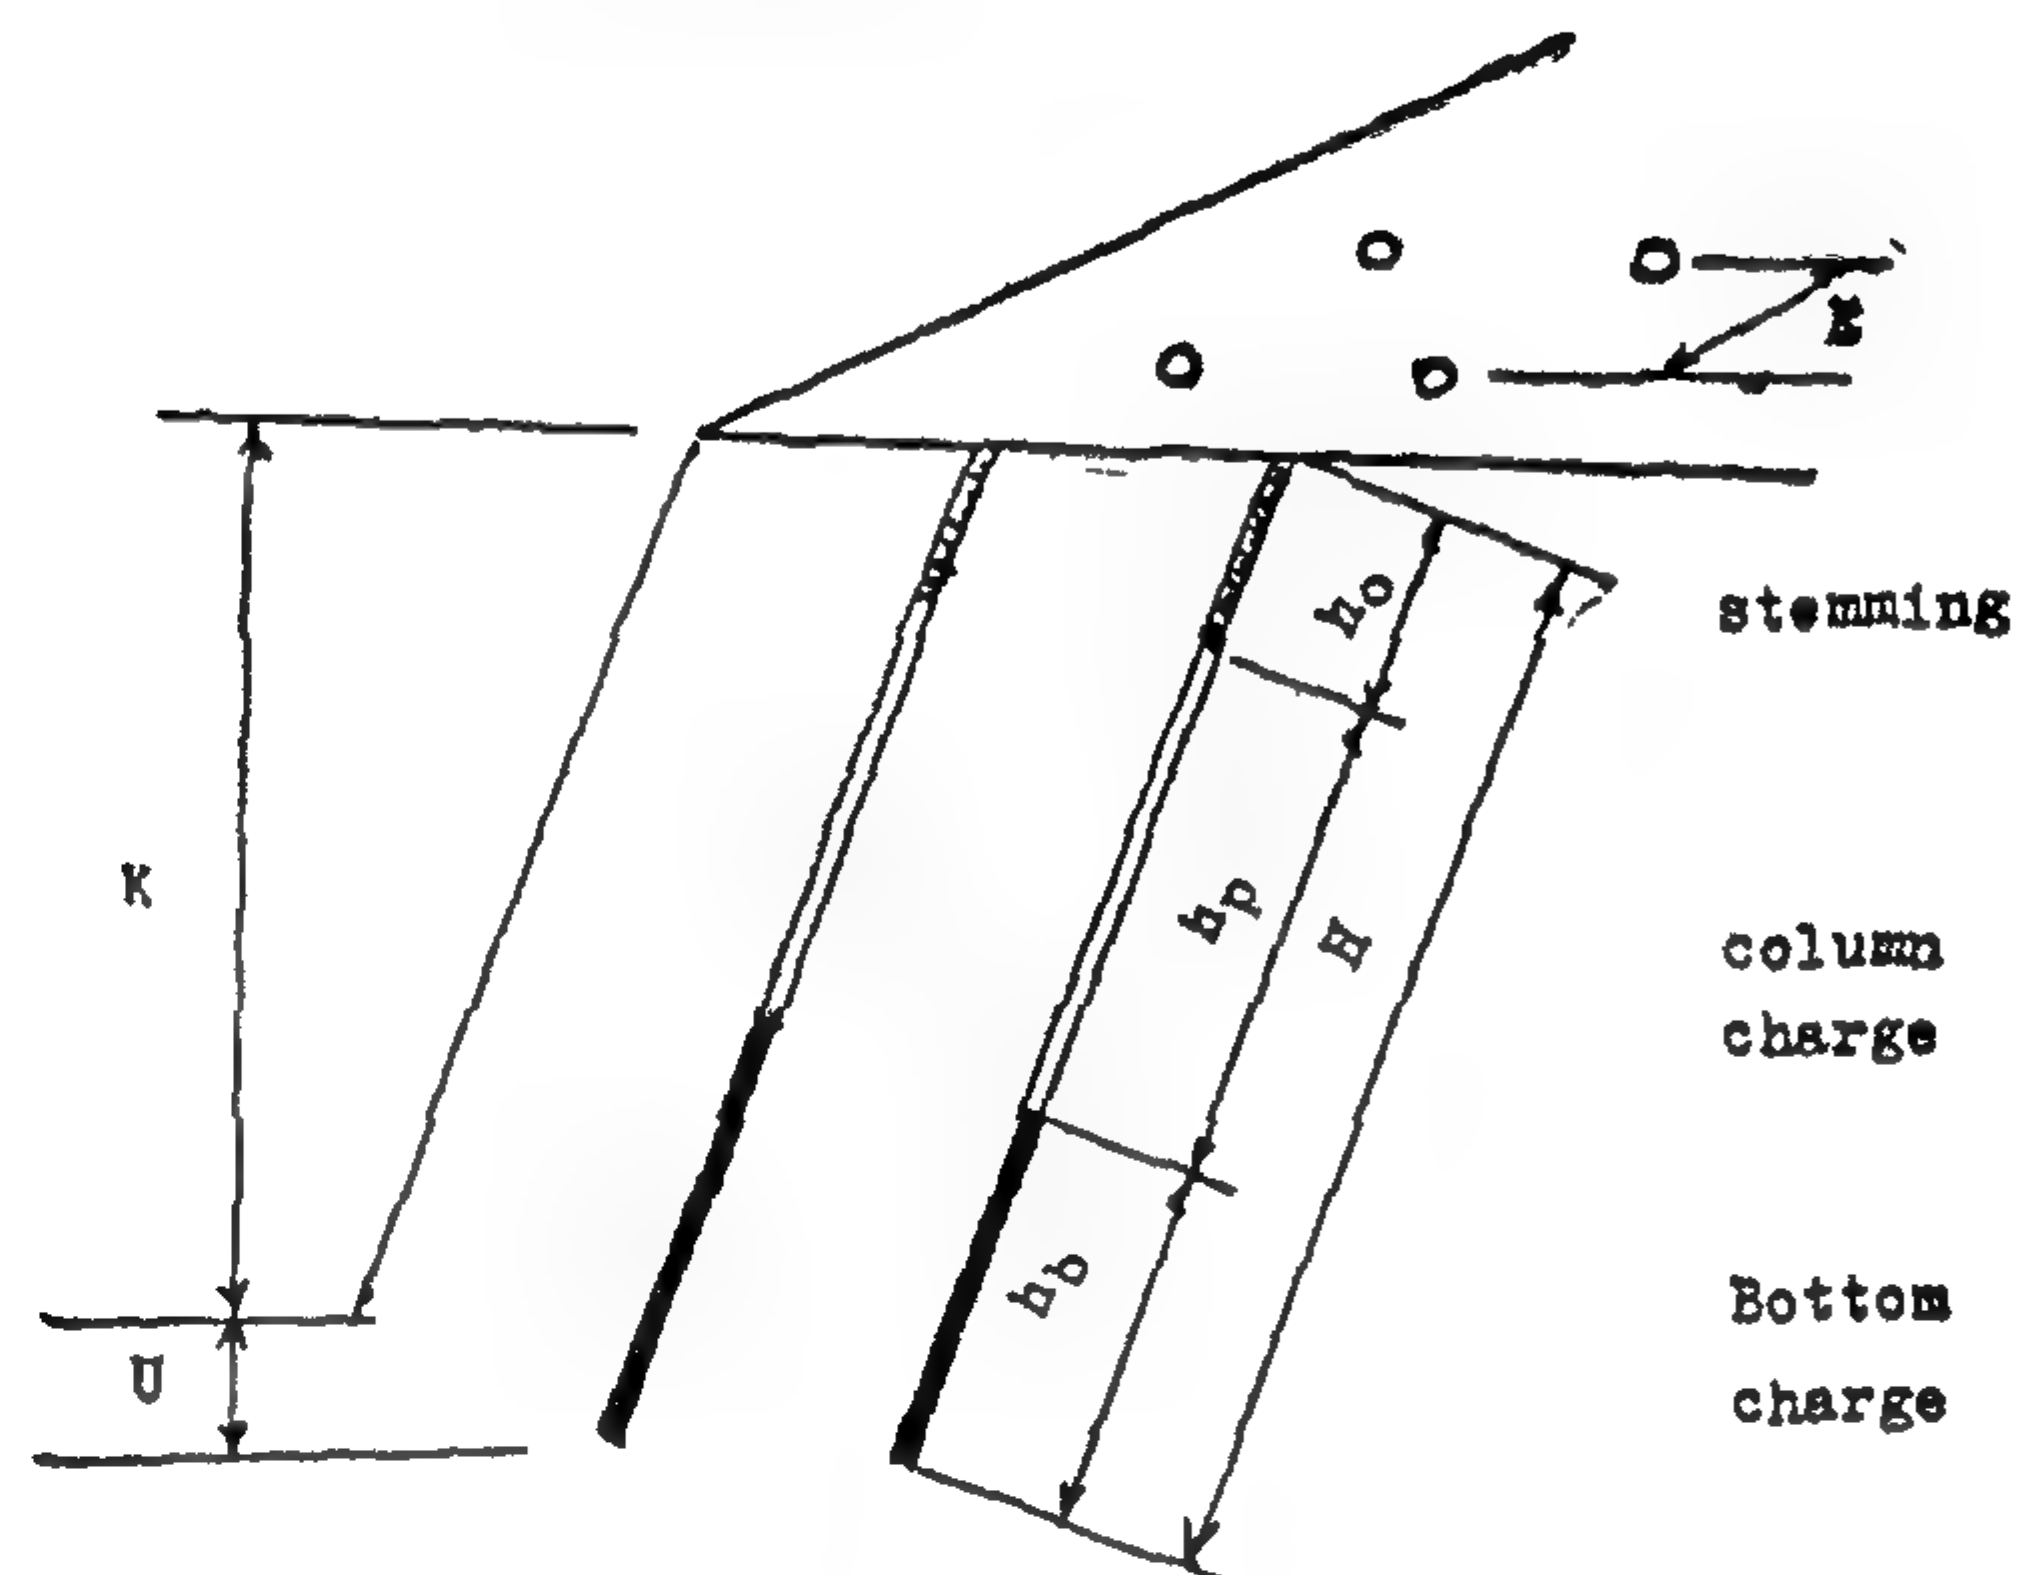 E
stemming
h₀
K
hp
H
column
charge
hb
Bottom
charge
U